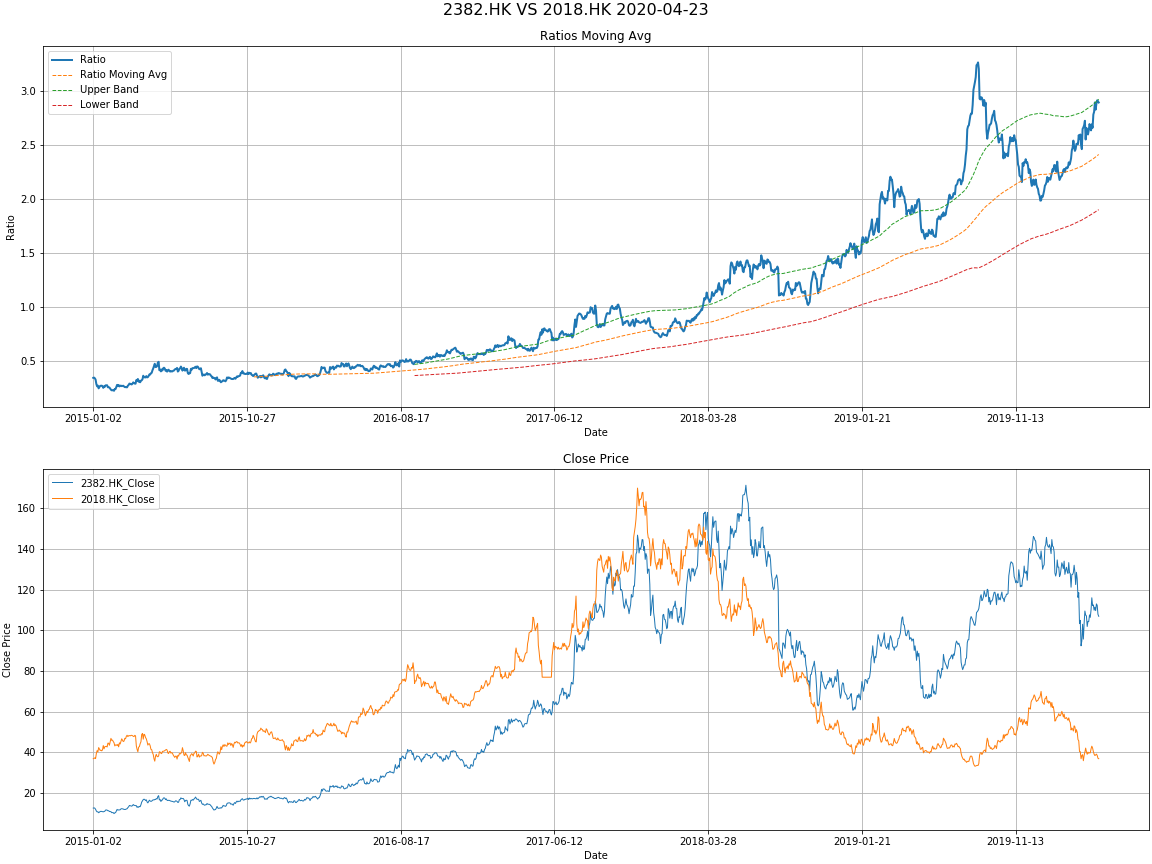 2382.HK VS 2018.HK 2020-04-23
Ratios Moving Avg
Ratio
Ratio Moving Avg
Upper Band
Lower Band
3.0
2.5
2.0
1.5
1.0
0.5
Ratio
2015-01-02 2015-10-27 2016-08-17 2017-06-12 2018-03-28 2019-01-21 2019-11-13
Date
Close Price
2382.HK_Close
2018.HK_Close
160
140
120
100
80
60
40
20
Close Price
2015-01-02 2015-10-27 2016-08-17 2017-06-12 2018-03-28 2019-01-21 2019-11-13
Date